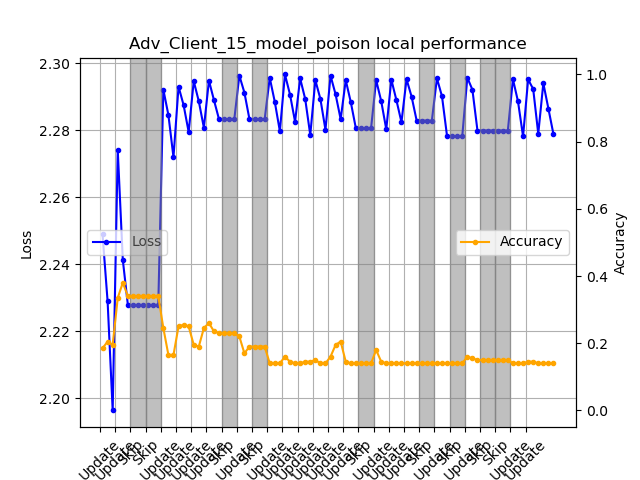 Adv_Client_15_model_poison local performance
2.30
2.28
2.26
2.24
2.22
2.20
Loss
1.0
0.8
0.6
0.4
0.2
0.0
Accuracy
Loss
Accuracy
Update
Update
Skip
Skip
Update
Update
Update
Update
Skip
Update
Skip
Update
Update
Update
Update
Update
Update
Skip
Update
Update
Update
Skip
Update
Skip
Update
Skip
Skip
Update
Update